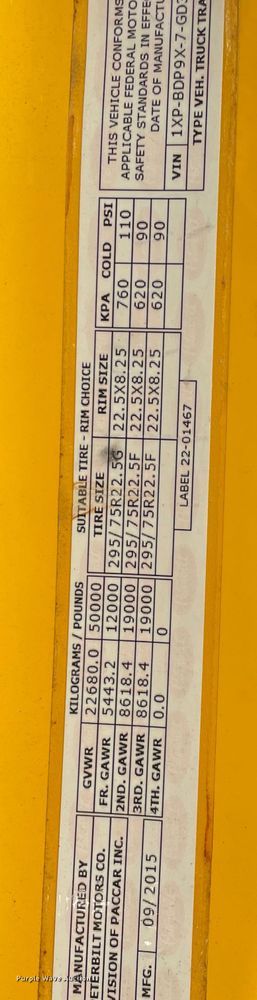 MANUFACTURED BY
ETERBILT MOTORS CO.
VISION OF PACCAR INC.
MFG. 09/2015
KILOGRAMS / POUNDS
GVWR 22680.0 50000
FR. GAWR 5443.2 12000
2ND. GAWR 8618.4 19000
3RD. GAWR 8618.4 19000
4TH. GAWR 0.0 0
SUITABLE TIRE - RIM CHOICE
TIRE SIZE RIM SIZE KPA COLD PSI
295/75R22.5G 22.5X8.25 760 110
295/75R22.5F 22.5X8.25 620 90
295/75R22.5F 22.5X8.25 620 90
LABEL 22-01467
THIS VEHICLE CONFORMS
APPLICABLE FEDERAL MOTO
SAFETY STANDARDS IN EFFE
DATE OF MANUFACTU
VIN 1XP-BDP9X-7-GD
TYPE VEH. TRUCK TRA
Purple Wave Auction